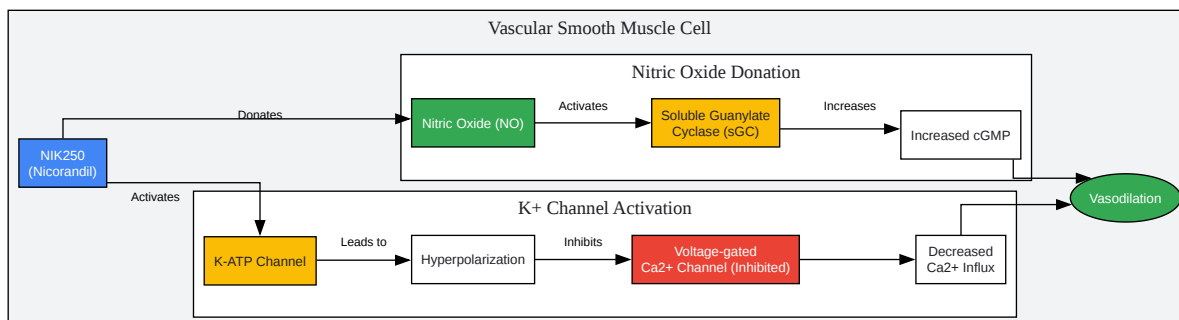 Vascular Smooth Muscle Cell
Nitric Oxide Donation
Donates
Nitric Oxide (NO)
Activates
Soluble Guanylate
Cyclase (sGC)
Increases
Increased cGMP
NIK250
(Nicorandil)
Activates
Vasodilation
K+ Channel Activation
K-ATP Channel
Leads to
Hyperpolarization
Inhibits
Voltage-gated
Ca2+ Channel (Inhibited)
Decreased
Ca2+ Influx